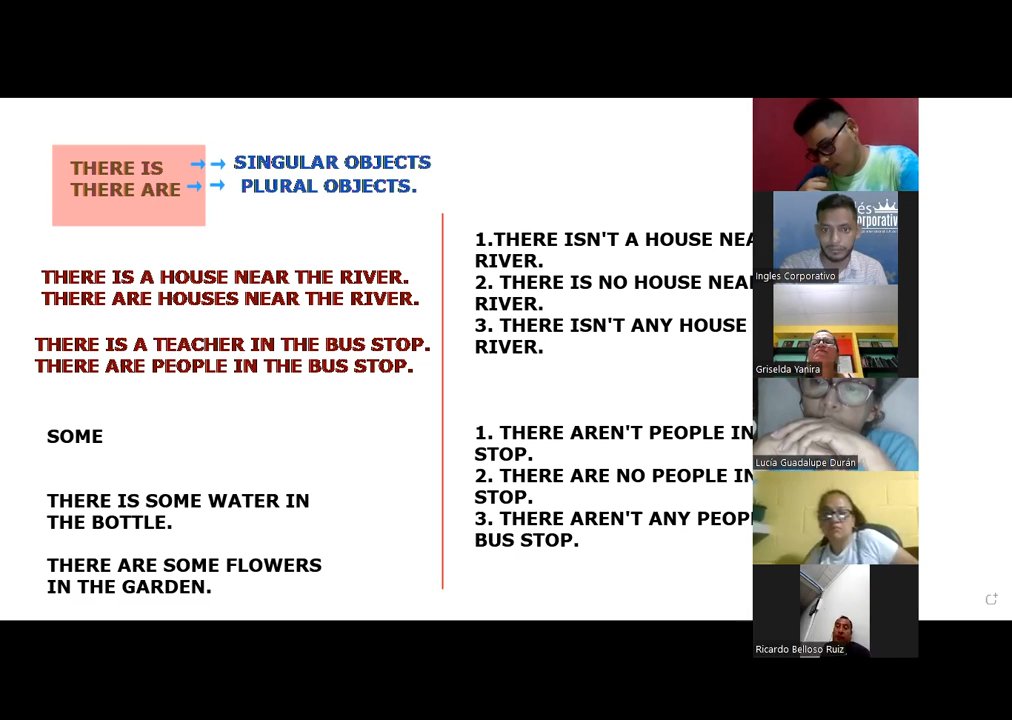 THERE IS
THERE ARE
SINGULAR OBJECTS
PLURAL OBJECTS.
THERE IS A HOUSE NEAR THE RIVER.
THERE ARE HOUSES NEAR THE RIVER.
THERE IS A TEACHER IN THE BUS STOP.
THERE ARE PEOPLE IN THE BUS STOP.
SOME
THERE IS SOME WATER IN
THE BOTTLE.
THERE ARE SOME FLOWERS
IN THE GARDEN.
1.THERE ISN'T A HOUSE
RIVER.
2. THERE IS NO HOUSE
RIVER.
3. THERE ISN'T ANY HOUSE
RIVER.
1. THERE AREN'T PEOPLE IN
STOP.
2. THERE ARE NO PEOPLE IN
STOP.
3. THERE AREN'T ANY
BUS STOP.
Ingles Corporativo
Griselda Yanira
Lucía Guadalupe Durán
Ricardo Belloso Ruiz